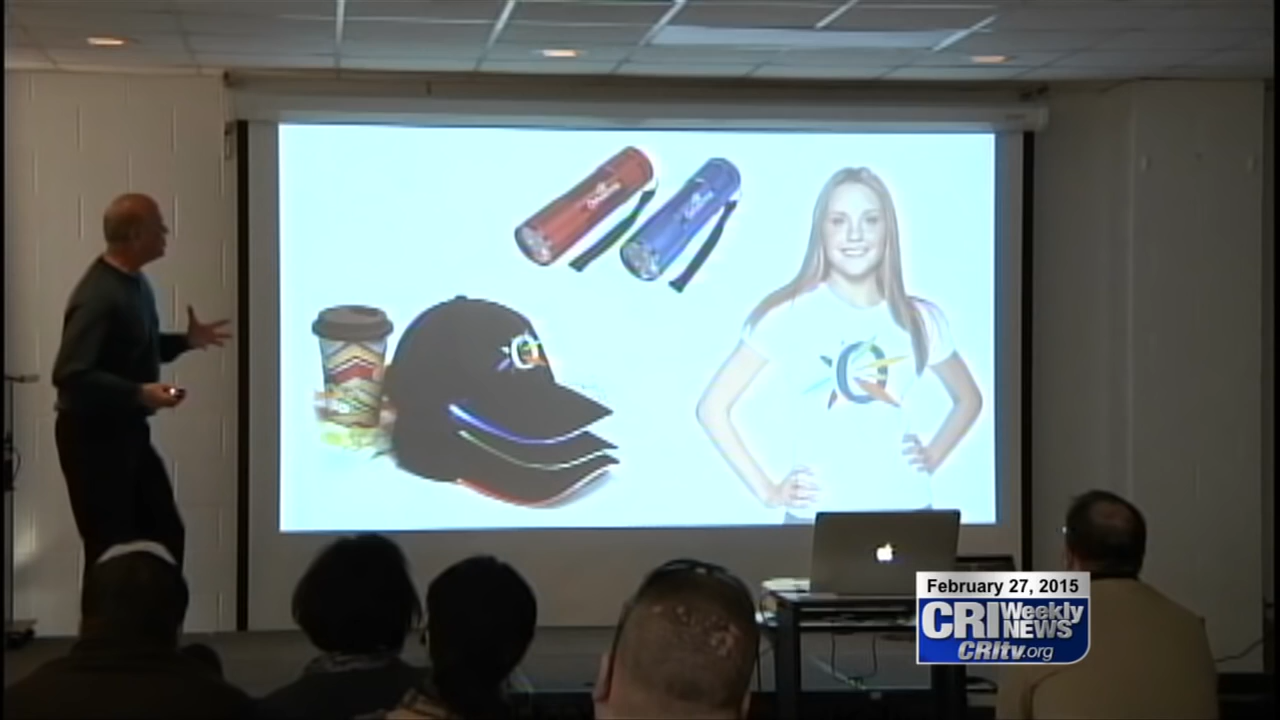 O
O
February 27, 2015
CRI Weekly
NEWS
CRItv.org